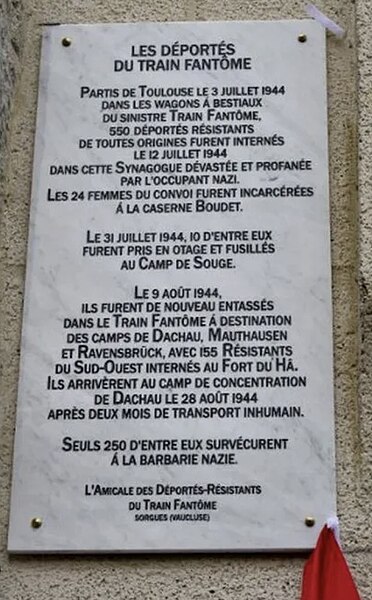 LES DÉPORTÉS
DU TRAIN FANTÔME
PARTIS DE TOULOUSE LE 3 JUILLET 1944
DANS LES WAGONS À BESTIAUX
DU SINISTRE TRAIN FANTÔME,
550 DÉPORTÉS RÉSISTANTS
DE TOUTES ORIGINES FURENT INTERNÉS
LE 12 JUILLET 1944
DANS CETTE SYNAGOGUE DÉVASTÉE ET PROFANÉE
PAR L'OCCUPANT NAZI.
LES 24 FEMMES DU CONVOI FURENT INCARCÉRÉES
À LA CASERNE BOUDET.
LE 31 JUILLET 1944, 10 D'ENTRE EUX
FURENT PRIS EN OTAGE ET FUSILLÉS
AU CAMP DE SOUGE.
LE 9 AOÛT 1944,
ILS FURENT DE NOUVEAU ENTASSÉS
DANS LE TRAIN FANTÔME À DESTINATION
DES CAMPS DE DACHAU, MAUTHAUSEN
ET RAVENSBRÜCK, AVEC 155 RÉSISTANTS
DU SUD-OUEST INTERNÉS AU FORT DU HÂ.
ILS ARRIVÈRENT AU CAMP DE CONCENTRATION
DE DACHAU LE 28 AOÛT 1944
APRÈS DEUX MOIS DE TRANSPORT INHUMAIN.
SEULS 250 D'ENTRE EUX SURVÉCURENT
À LA BARBARIE NAZIE.
L'AMICALE DES DÉPORTÉS-RÉSISTANTS
DU TRAIN FANTÔME
SORGUES (VAUCLUSE)